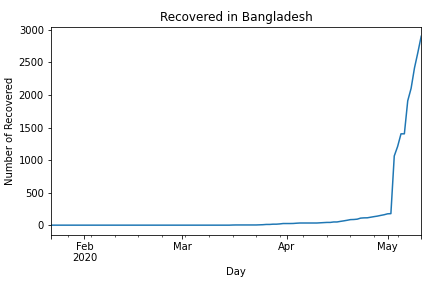 Recovered in Bangladesh
3000
2500
2000
1500
1000
500
0
Number of Recovered
Feb
2020
Mar
Apr
May
Day